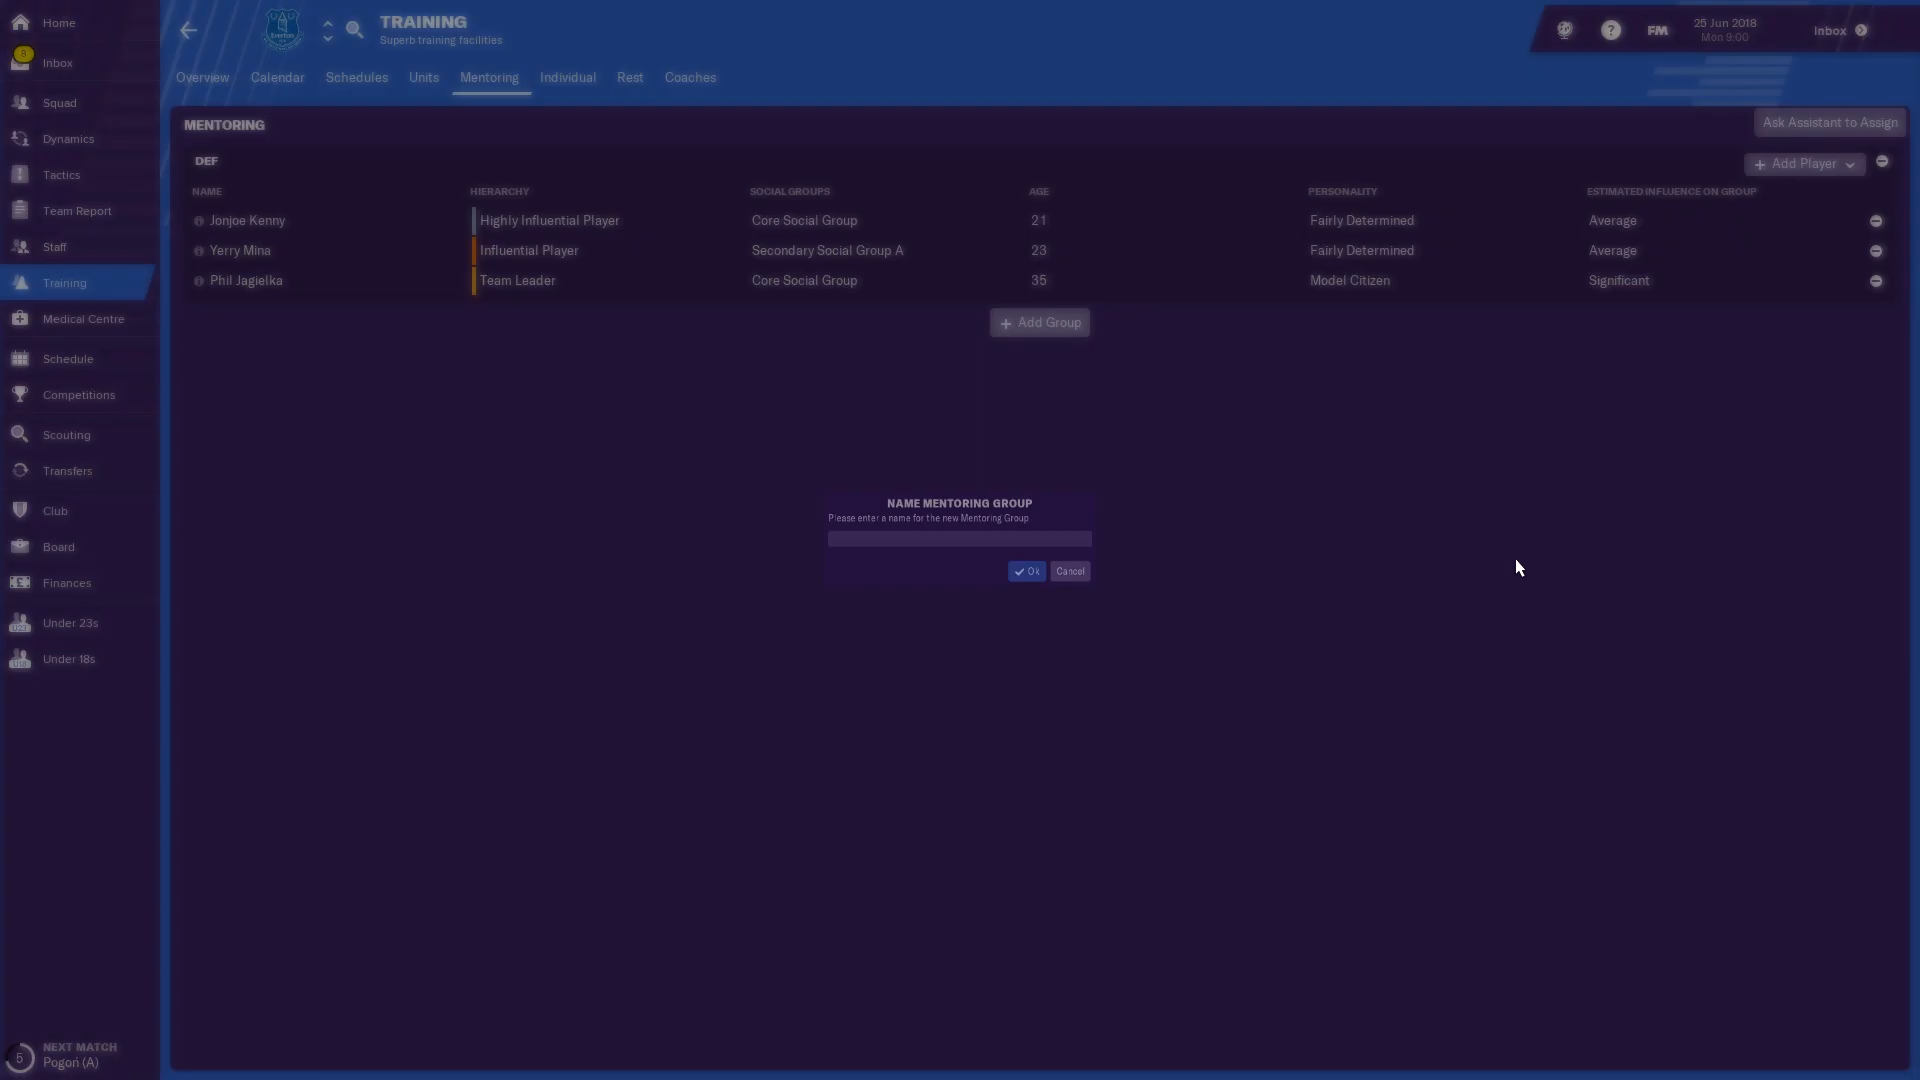 Home
8
Inbox
Squad
Dynamics
Tactics
Team Report
Staff
Training
Medical Centre
Schedule
Competitions
Scouting
Transfers
Club
Board
Finances
Under 23s
Under 18s
5
NEXT MATCH
Pogoń (A)
Everton
TRAINING
Superb training facilities
? FM
25 Jun 2018
Mon 9:00
Inbox
Overview Calendar Schedules Units Mentoring Individual Rest Coaches
MENTORING
Ask Assistant to Assign
DEF
+ Add Player
NAME HIERARCHY SOCIAL GROUPS AGE PERSONALITY ESTIMATED INFLUENCE ON GROUP
Jonjoe Kenny Highly Influential Player Core Social Group 21 Fairly Determined Average
Yerry Mina Influential Player Secondary Social Group A 23 Fairly Determined Average
Phil Jagielka Team Leader Core Social Group 35 Model Citizen Significant
+ Add Group
NAME MENTORING GROUP
Please enter a name for the new Mentoring Group
Ok Cancel